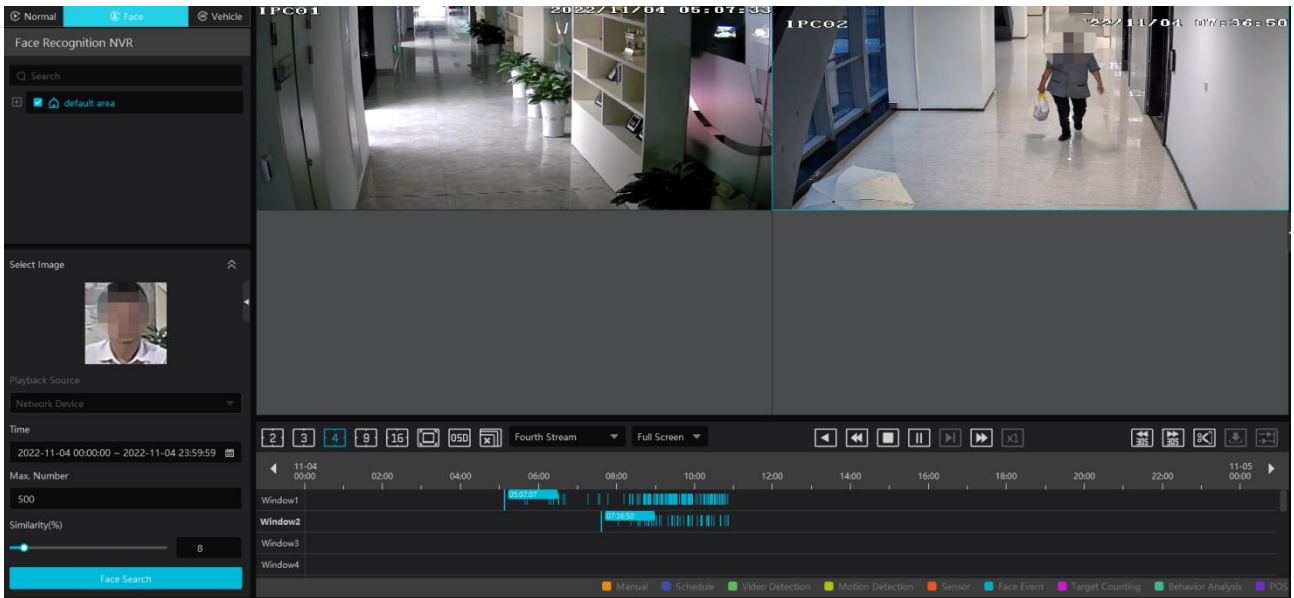 Normal Face Vehicle
Face Recognition NVR
Search
default area
Select Image
Playback Source
Network Device
Time
2022-11-04 00:00:00 ~ 2022-11-04 23:59:59
Max. Number
500
Similarity(%)
8
Face Search
IPC01 2022/11/04 05:07:33
IPC02 22/11/04 07:36:50
2 3 4 9 16 OSD Fourth Stream Full Screen X1 30S 30S
11-04 11-05
00:00 02:00 04:00 06:00 08:00 10:00 12:00 14:00 16:00 18:00 20:00 22:00 00:00
Window1 05:07:07
Window2 07:36:50
Window3
Window4
Manual Schedule Video Detection Motion Detection Sensor Face Event Target Counting Behavior Analysis POS